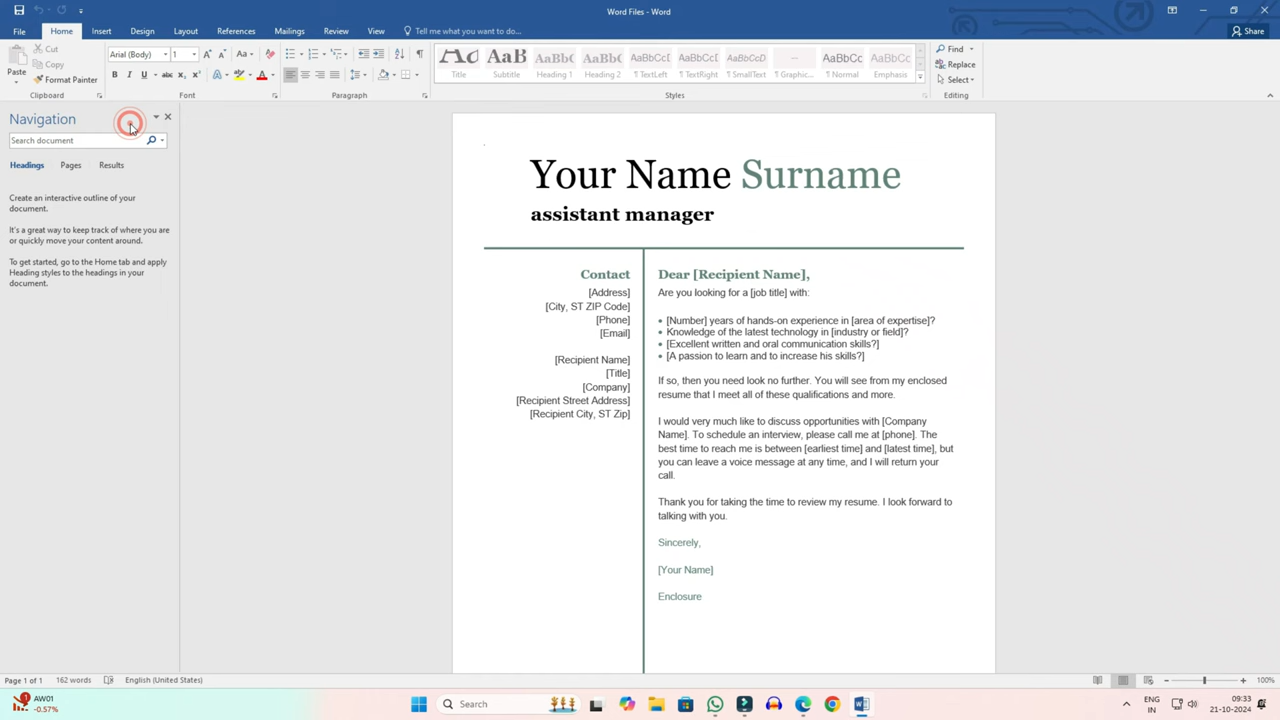 Word Files - Word
File Home Insert Design Layout References Mailings Review View Tell me what you want to do...
Share
Paste
Cut
Copy
Format Painter
Clipboard
Arial (Body) 1
Font
Paragraph
Title
Subtitle
AaBbC Heading 1
AaBbC Heading 2
AaBbCcI ¶ TextLeft
AaBbCcI ¶ TextRight
AaBbCcD ¶ SmallText
¶ Graphic...
AaBbCc ¶ Normal
AaBbCc Emphasis
Styles
Find
Replace
Select
Editing
Navigation
Search document
Headings Pages Results
Create an interactive outline of your
document.
It's a great way to keep track of where you are
or quickly move your content around.
To get started, go to the Home tab and apply
Heading styles to the headings in your
document.
Your Name Surname
assistant manager
Contact
[Address]
[City, ST ZIP Code]
[Phone]
[Email]
[Recipient Name]
[Title]
[Company]
[Recipient Street Address]
[Recipient City, ST Zip]
Dear [Recipient Name],
Are you looking for a [job title] with:
• [Number] years of hands-on experience in [area of expertise]?
• Knowledge of the latest technology in [industry or field]?
• [Excellent written and oral communication skills?]
• [A passion to learn and to increase his skills?]
If so, then you need look no further. You will see from my enclosed
resume that I meet all of these qualifications and more.
I would very much like to discuss opportunities with [Company
Name]. To schedule an interview, please call me at [phone]. The
best time to reach me is between [earliest time] and [latest time], but
you can leave a voice message at any time, and I will return your
call.
Thank you for taking the time to review my resume. I look forward to
talking with you.
Sincerely,
[Your Name]
Enclosure
Page 1 of 1 162 words English (United States)
100%
1
AW01
-0.57%
Search
ENG
IN
09:33
21-10-2024